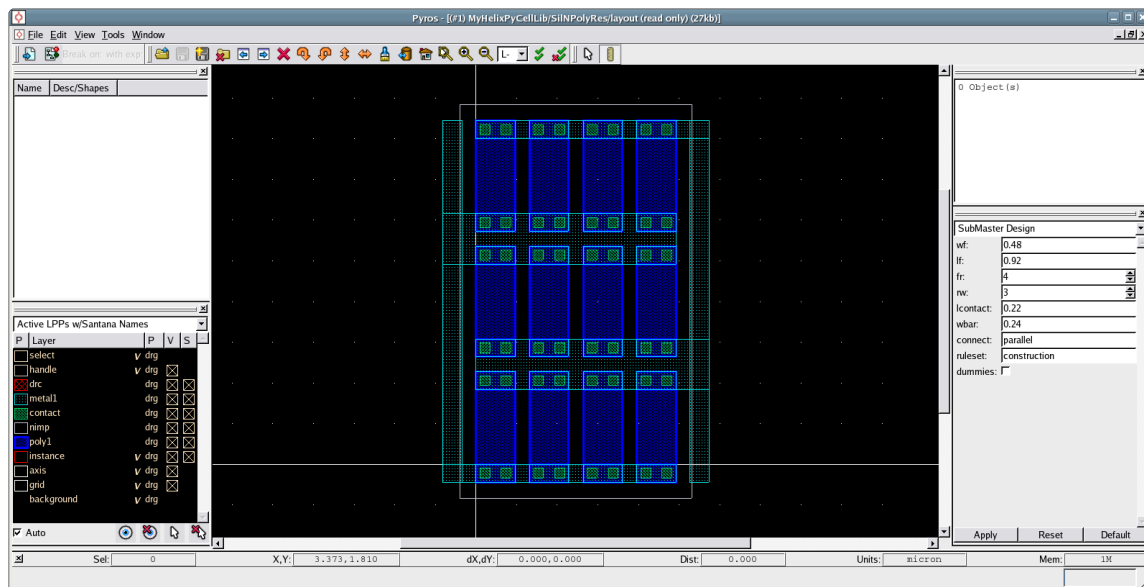 Pyros - [(#1) MyHelixPyCellLib/SilNPolyRes/layout (read only) (27kb)]
File Edit View Tools Window
Break on: with exp: L-
Name Desc/Shapes
0 Object(s)
SubMaster Design
wf: 0.48
lf: 0.92
fr: 4
rw: 3
lcontact: 0.22
wbar: 0.24
connect: parallel
ruleset: construction
dummies:
Active LPPs w/Santana Names
P Layer P V S
select v drg
handle v drg
drc drg
metal1 drg
contact drg
nimp drg
poly1 drg
instance v drg
axis v drg
grid v drg
background v drg
Auto
Apply Reset Default
Sel: 0 X,Y: 3.373,1.810 dX,dY: 0.000,0.000 Dist: 0.000 Units: micron Mem: 1M